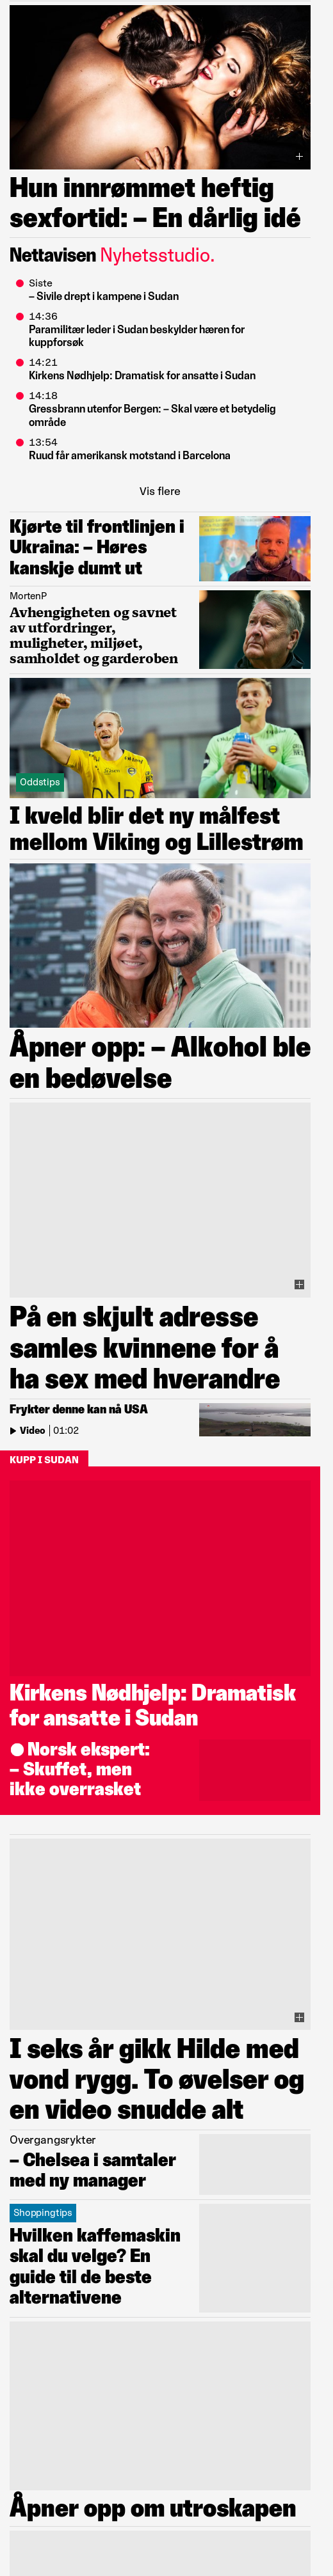 Hun innrømmet heftig
sexfortid: – En dårlig idé
Nettavisen Nyhetsstudio.
Siste
– Sivile drept i kampene i Sudan
14:36
Paramilitær leder i Sudan beskylder hæren for
kuppforsøk
14:21
Kirkens Nødhjelp: Dramatisk for ansatte i Sudan
14:18
Gressbrann utenfor Bergen: – Skal være et betydelig
område
13:54
Ruud får amerikansk motstand i Barcelona
Vis flere
Kjørte til frontlinjen i
Ukraina: – Høres
kanskje dumt ut
MortenP
Avhengigheten og savnet
av utfordringer,
muligheter, miljøet,
samholdet og garderoben
DNB
Oddstips
I kveld blir det ny målfest
mellom Viking og Lillestrøm
Åpner opp: – Alkohol ble
en bedøvelse
På en skjult adresse
samles kvinnene for å
ha sex med hverandre
Frykter denne kan nå USA
Video 01:02
KUPP I SUDAN
Kirkens Nødhjelp: Dramatisk
for ansatte i Sudan
Norsk ekspert:
– Skuffet, men
ikke overrasket
I seks år gikk Hilde med
vond rygg. To øvelser og
en video snudde alt
Overgangsrykter
– Chelsea i samtaler
med ny manager
Shoppingtips
Hvilken kaffemaskin
skal du velge? En
guide til de beste
alternativene
Åpner opp om utroskapen